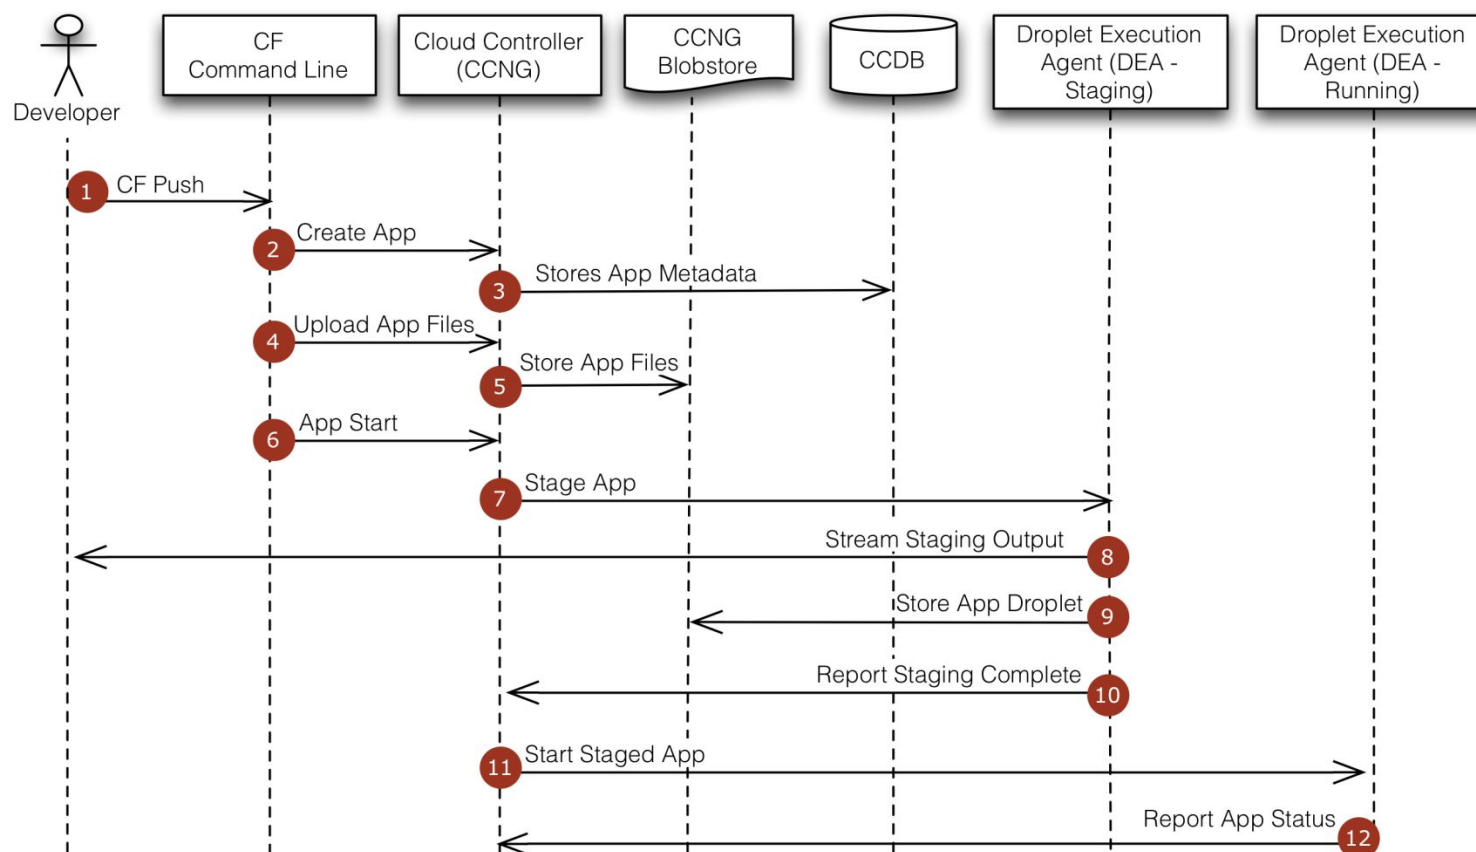 CF
Command Line
Cloud Controller
(CCNG)
CCNG
Blobstore
CCDB
Droplet Execution
Agent (DEA -
Staging)
Droplet Execution
Agent (DEA -
Running)
Developer
1 CF Push
2 Create App
3 Stores App Metadata
4 Upload App Files
5 Store App Files
6 App Start
7 Stage App
Stream Staging Output 8
Store App Droplet 9
Report Staging Complete 10
11 Start Staged App
Report App Status 12